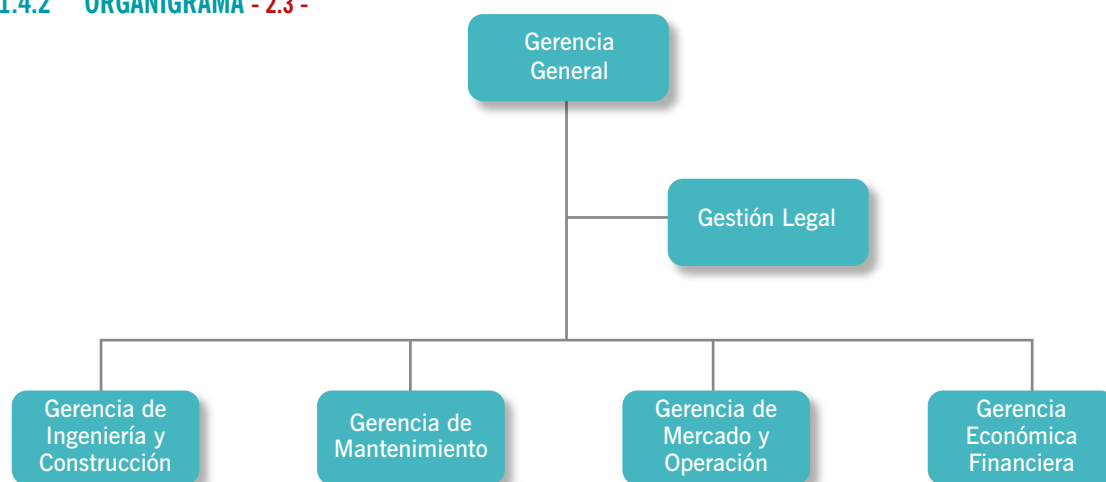 1.4.2 ORGANIGRAMA - 2.3 -
Gerencia
General
Gestión Legal
Gerencia de
Ingeniería y
Construcción
Gerencia de
Mantenimiento
Gerencia de
Mercado y
Operación
Gerencia
Económica
Financiera